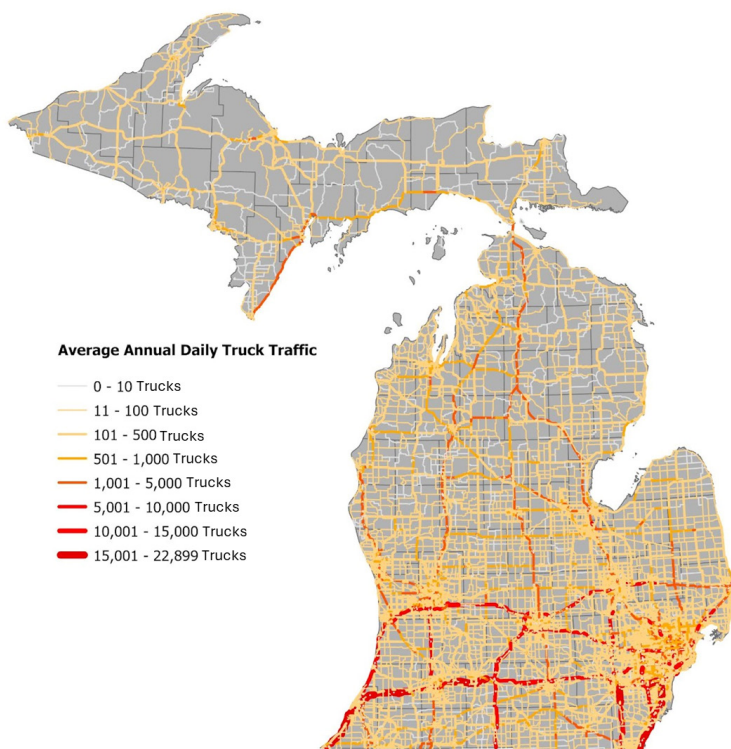 Average Annual Daily Truck Traffic
0 - 10 Trucks
11 - 100 Trucks
101 - 500 Trucks
501 - 1,000 Trucks
1,001 - 5,000 Trucks
5,001 - 10,000 Trucks
10,001 - 15,000 Trucks
15,001 - 22,899 Trucks